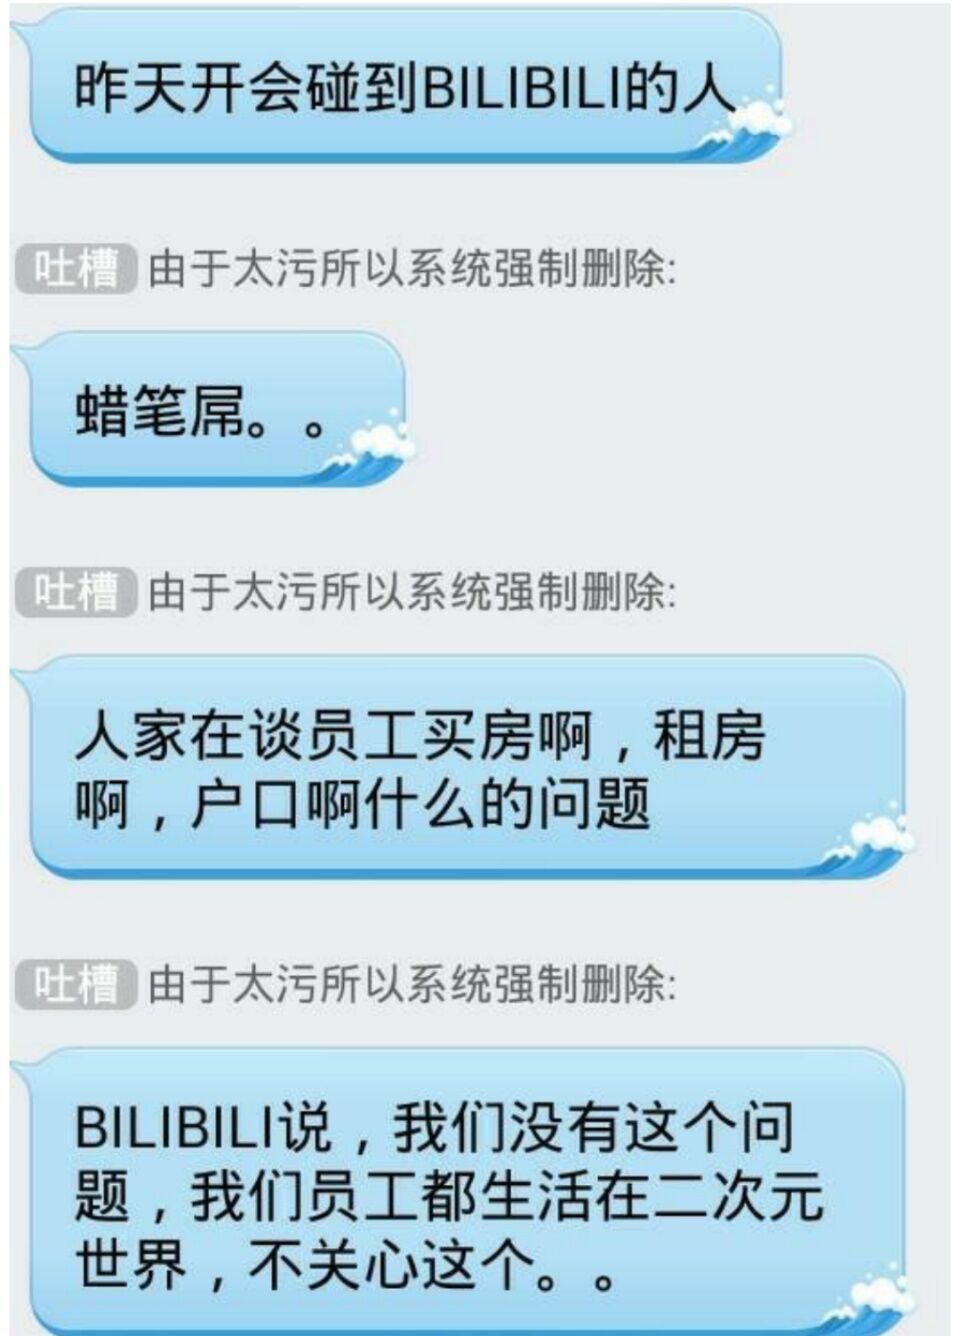 昨天开会碰到BILIBILI的人
吐槽 由于太污所以系统强制删除:
蜡笔屌。。
吐槽 由于太污所以系统强制删除:
人家在谈员工买房啊，租房
啊，户口啊什么的问题
吐槽 由于太污所以系统强制删除:
BILIBILI说，我们没有这个问
题，我们员工都生活在二次元
世界，不关心这个。。